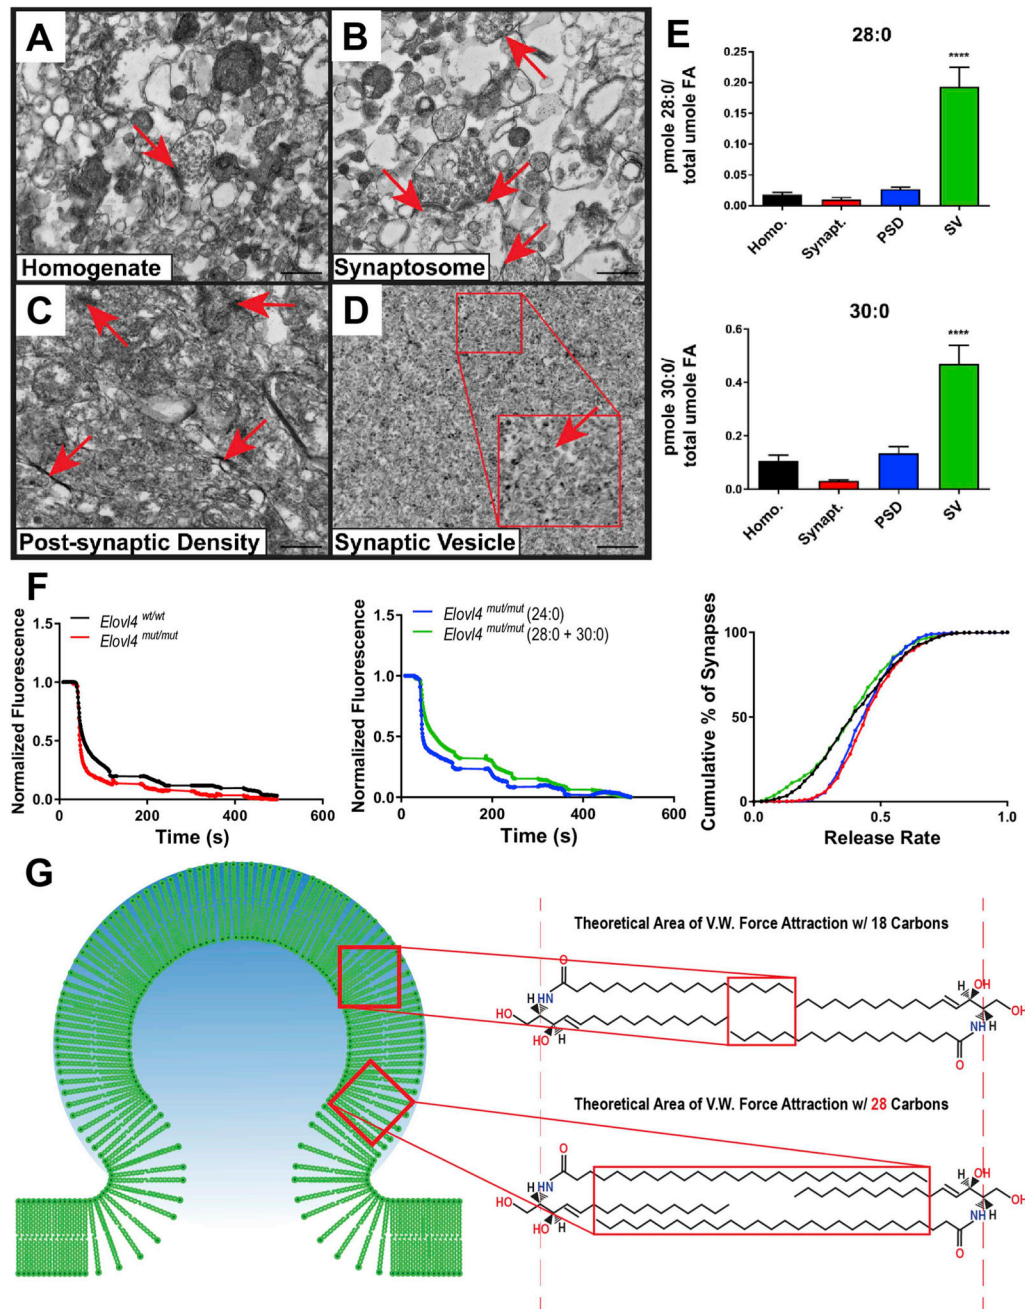 A
Homogenate
B
Synaptosome
C
Post-synaptic Density
D
Synaptic Vesicle
E
28:0
pmole 28:0/
total umole FA
0.25
0.20
0.15
0.10
0.05
0.00
****
Homo.
Synapt.
PSD
SV
30:0
pmole 30:0/
total umole FA
0.6
0.4
0.2
0.0
****
Homo.
Synapt.
PSD
SV
F
Normalized Fluorescence
1.5
1.0
0.5
0.0
Elovl4 wt/wt
Elovl4 mut/mut
0 200 400 600
Time (s)
Normalized Fluorescence
1.5
1.0
0.5
0.0
Elovl4 mut/mut (24:0)
Elovl4 mut/mut (28:0 + 30:0)
0 200 400 600
Time (s)
Cumulative % of Synapses
100
50
0
0.0 0.5 1.0
Release Rate
G
Theoretical Area of V.W. Force Attraction w/ 18 Carbons
O
H HN
HO
HO H
H OH
OH
NH H
O
Theoretical Area of V.W. Force Attraction w/ 28 Carbons
O
H HN
HO
HO H
H OH
OH
NH H
O